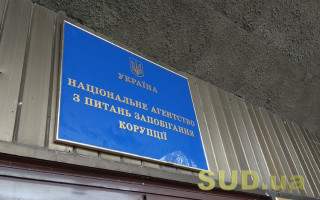 УКРАЇНА
НАЦІОНАЛЬНЕ АГЕНТСТВО
З ПИТАНЬ ЗАПОБІГАННЯ
КОРУПЦІЇ
SUD.ua